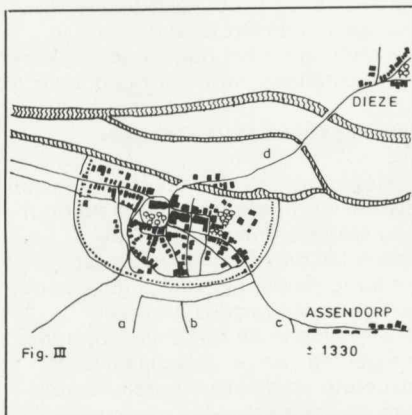 DIEZE
d
a
b
c
ASSENDORP
Fig. III
± 1330